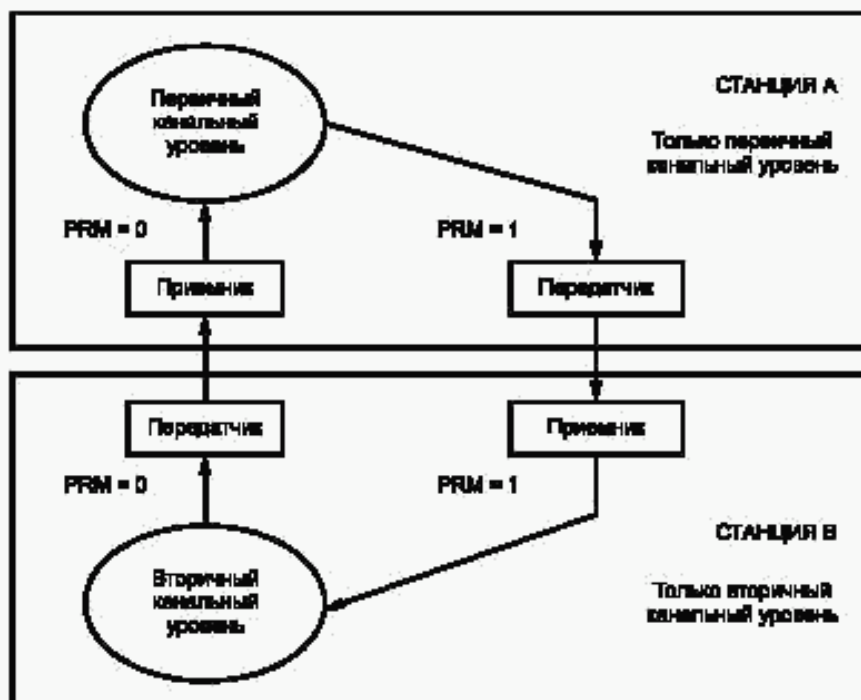 Первичный
канальный
уровень
СТАНЦИЯ А
Только первичный
канальный уровень
PRM = 0
PRM = 1
Приемник
Передатчик
Передатчик
Приемник
PRM = 0
PRM = 1
СТАНЦИЯ В
Вторичный
канальный
уровень
Только вторичный
канальный уровень